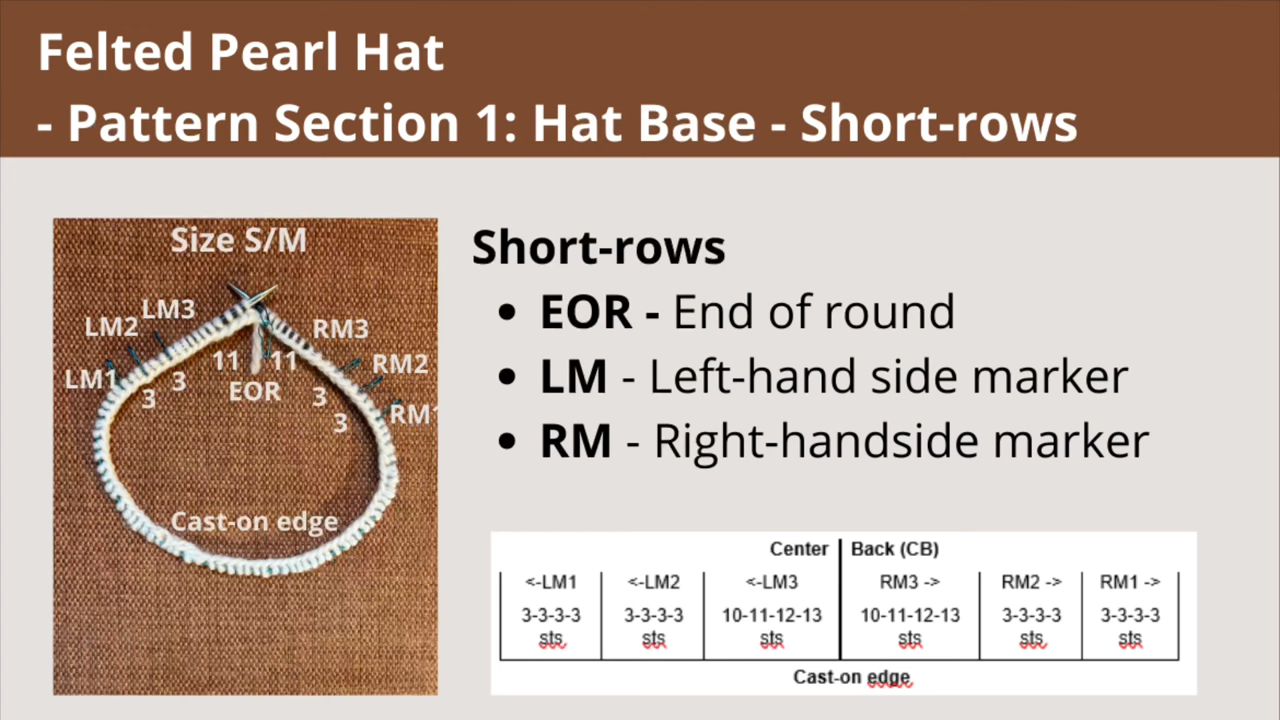 Felted Pearl Hat
- Pattern Section 1: Hat Base - Short-rows
Size S/M
LM3
LM2
RM3
11
11
RM2
LM1
3
3
EOR
3
RM1
3
Cast-on edge
Short-rows
• EOR - End of round
• LM - Left-hand side marker
• RM - Right-handside marker
Center Back (CB)
<-LM1 <-LM2 <-LM3 RM3 -> RM2 -> RM1 ->
3-3-3-3 3-3-3-3 10-11-12-13 10-11-12-13 3-3-3-3 3-3-3-3
sts sts sts sts sts sts
Cast-on edge